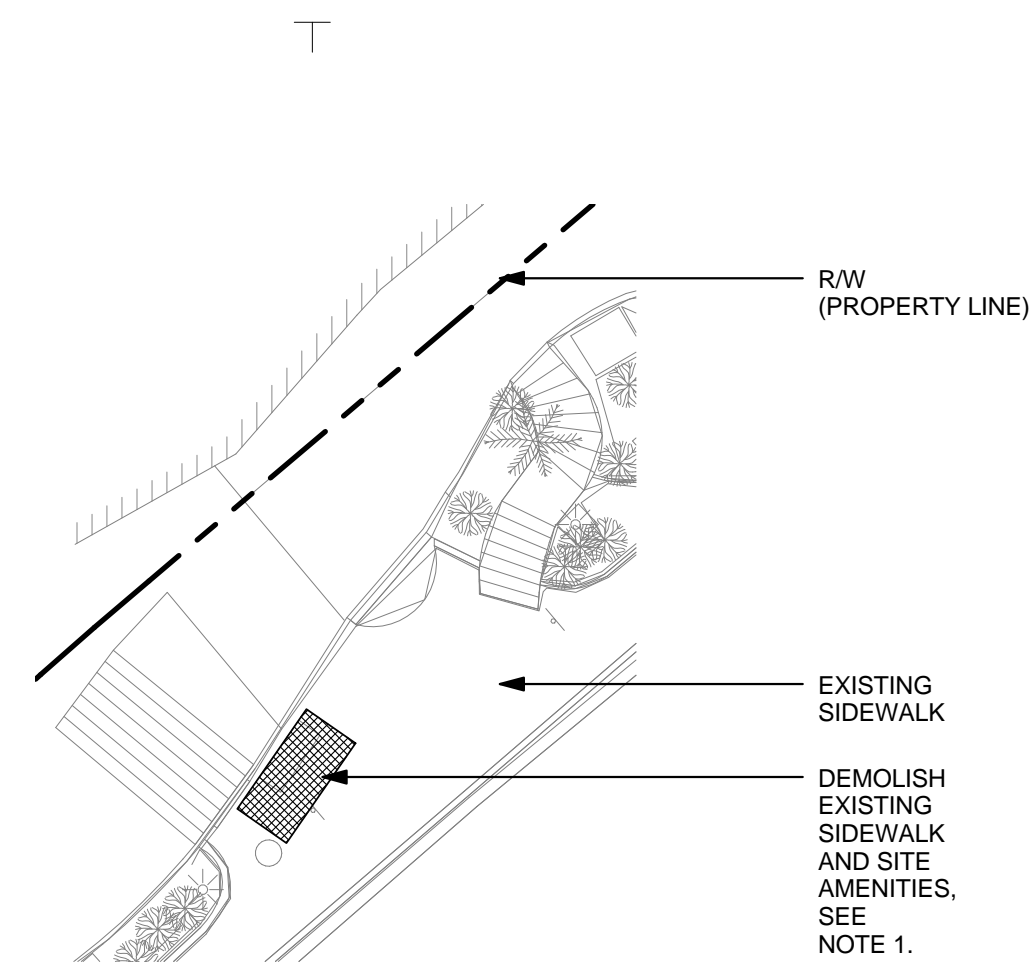 R/W
(PROPERTY LINE)
EXISTING
SIDEWALK
DEMOLISH
EXISTING
SIDEWALK
AND SITE
AMENITIES,
SEE
NOTE 1.